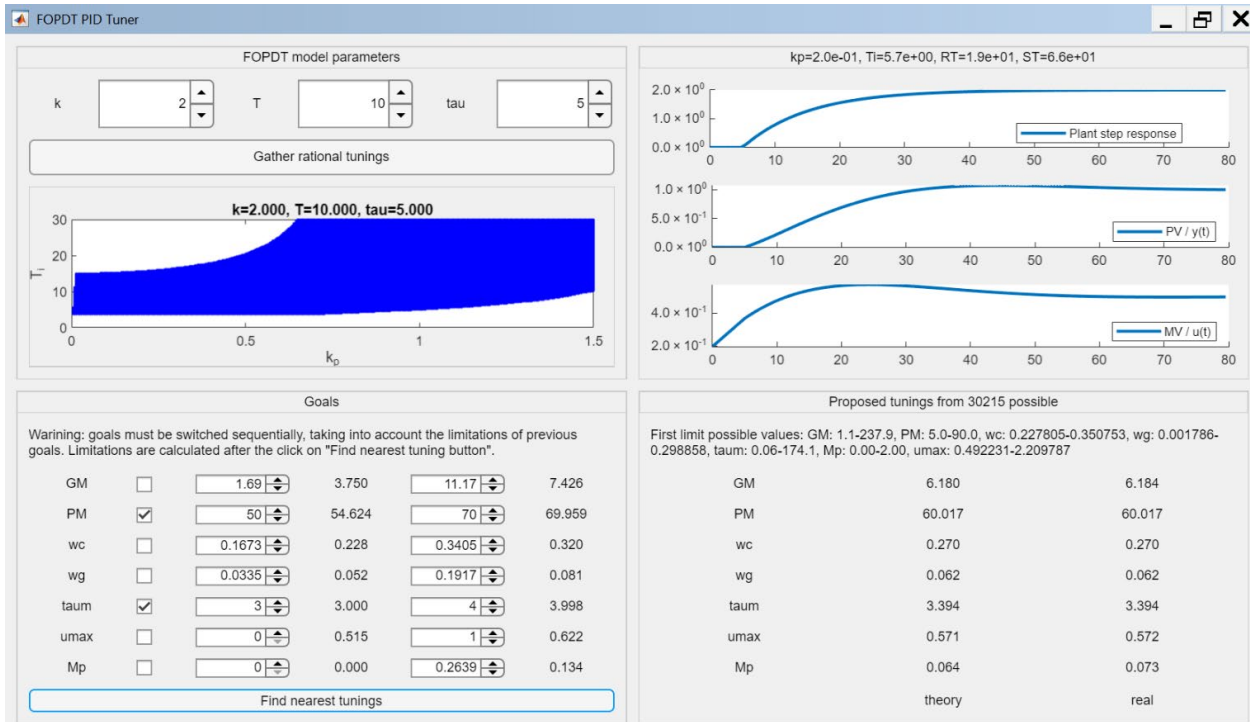 FOPDT PID Tuner
FOPDT model parameters
k 2 T 10 tau 5
Gather rational tunings
k=2.000, T=10.000, tau=5.000
30
20
10
0
Ti
0 0.5 1 1.5
kp
kp=2.0e-01, Ti=5.7e+00, RT=1.9e+01, ST=6.6e+01
2.0 × 10⁰
1.0 × 10⁰
0.0 × 10⁰
Plant step response
0 10 20 30 40 50 60 70 80
1.0 × 10⁰
5.0 × 10⁻¹
0.0 × 10⁰
PV / y(t)
0 10 20 30 40 50 60 70 80
4.0 × 10⁻¹
2.0 × 10⁻¹
MV / u(t)
0 10 20 30 40 50 60 70 80
Goals
Warining: goals must be switched sequentially, taking into account the limitations of previous
goals. Limitations are calculated after the click on "Find nearest tuning button".
GM 1.69 3.750 11.17 7.426
PM 50 54.624 70 69.959
wc 0.1673 0.228 0.3405 0.320
wg 0.0335 0.052 0.1917 0.081
taum 3 3.000 4 3.998
umax 0 0.515 1 0.622
Mp 0 0.000 0.2639 0.134
Find nearest tunings
Proposed tunings from 30215 possible
First limit possible values: GM: 1.1-237.9, PM: 5.0-90.0, wc: 0.227805-0.350753, wg: 0.001786-
0.298858, taum: 0.06-174.1, Mp: 0.00-2.00, umax: 0.492231-2.209787
GM 6.180 6.184
PM 60.017 60.017
wc 0.270 0.270
wg 0.062 0.062
taum 3.394 3.394
umax 0.571 0.572
Mp 0.064 0.073
theory real